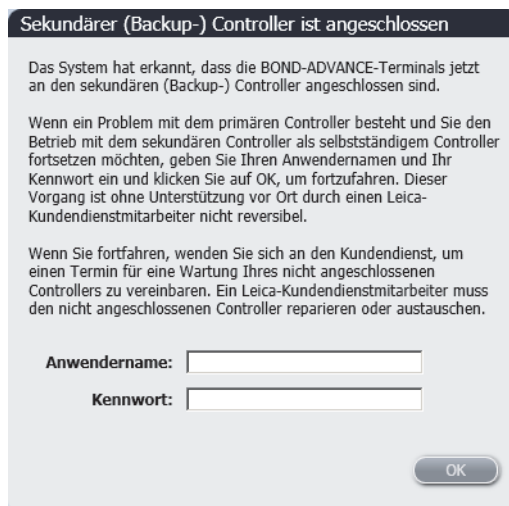 Sekundärer (Backup-) Controller ist angeschlossen
Das System hat erkannt, dass die BOND-ADVANCE-Terminals jetzt
an den sekundären (Backup-) Controller angeschlossen sind.
Wenn ein Problem mit dem primären Controller besteht und Sie den
Betrieb mit dem sekundären Controller als selbstständigem Controller
fortsetzen möchten, geben Sie Ihren Anwendernamen und Ihr
Kennwort ein und klicken Sie auf OK, um fortzufahren. Dieser
Vorgang ist ohne Unterstützung vor Ort durch einen Leica-
Kundendienstmitarbeiter nicht reversibel.
Wenn Sie fortfahren, wenden Sie sich an den Kundendienst, um
einen Termin für eine Wartung Ihres nicht angeschlossenen
Controllers zu vereinbaren. Ein Leica-Kundendienstmitarbeiter muss
den nicht angeschlossenen Controller reparieren oder austauschen.
Anwendername:
Kennwort:
OK